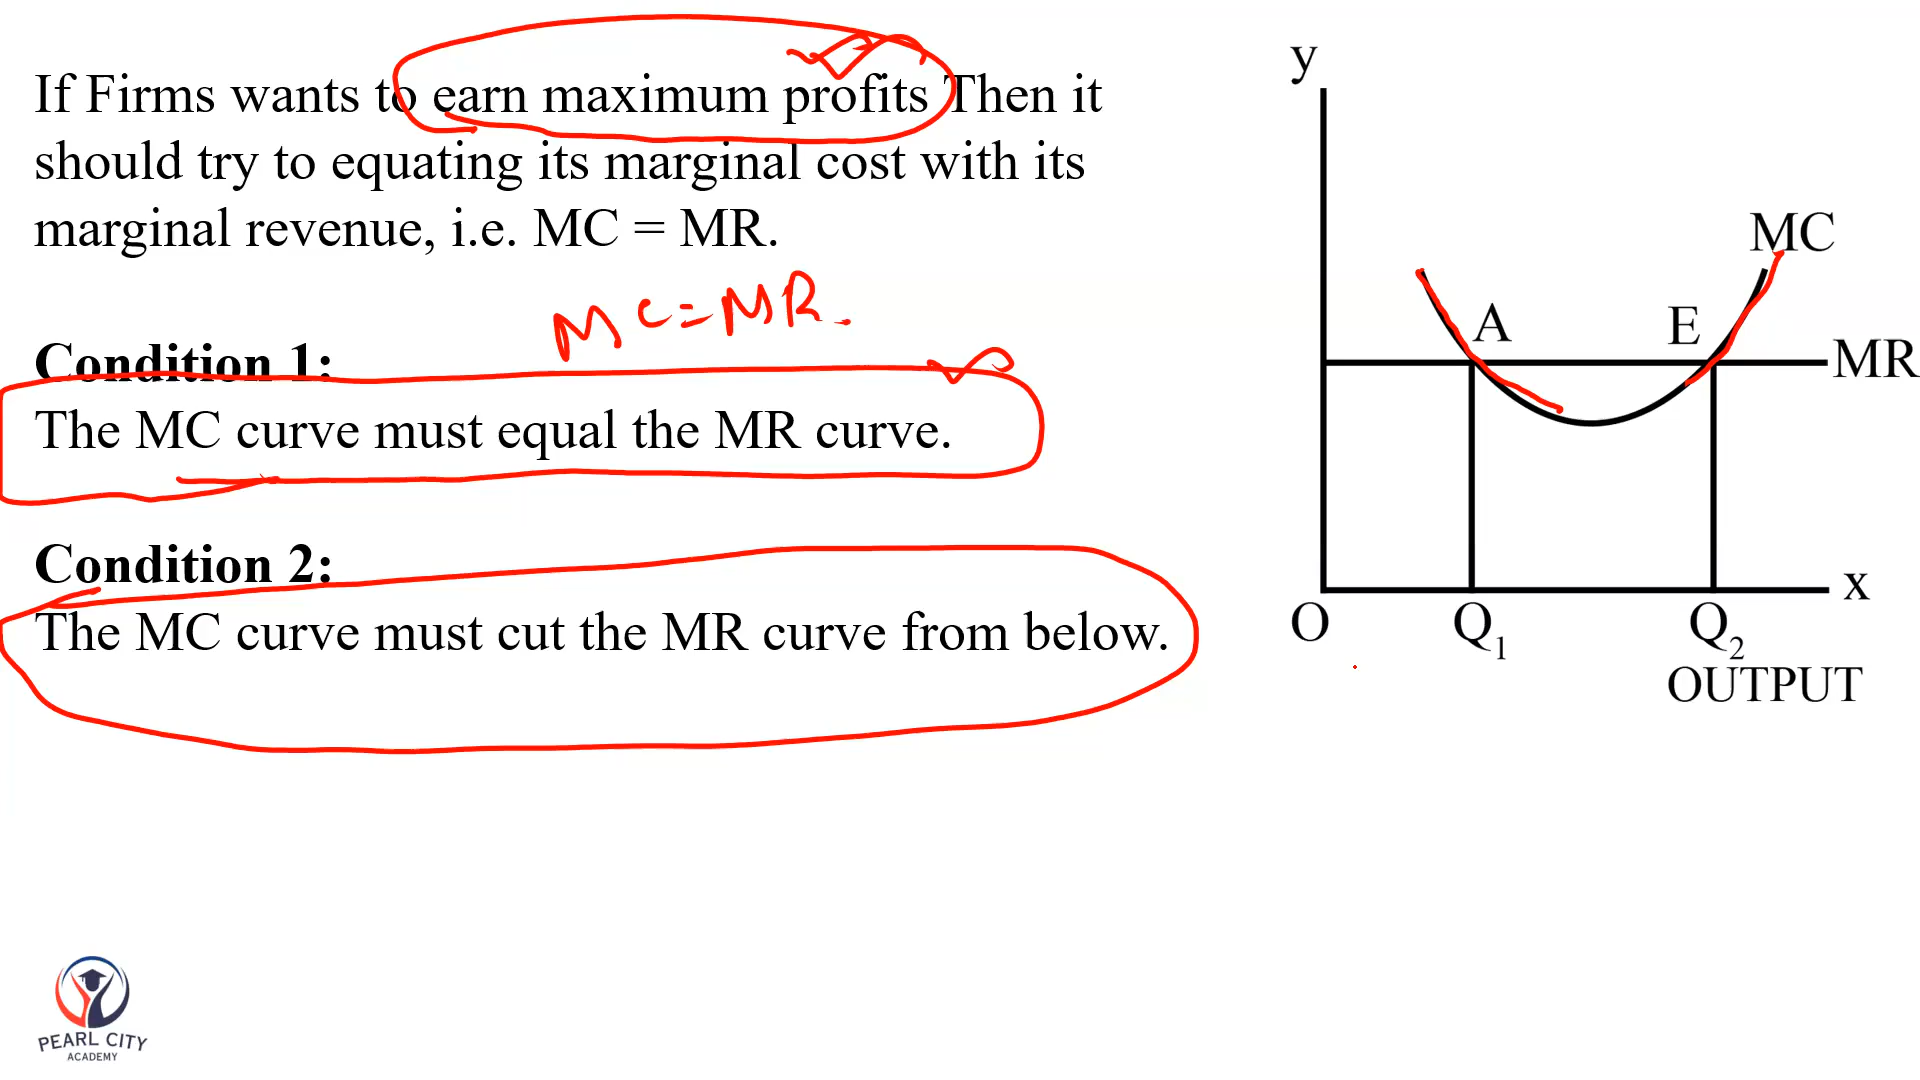 If Firms wants to earn maximum profits Then it
should try to equating its marginal cost with its
marginal revenue, i.e. MC = MR.
MC=MR.
Condition 1:
The MC curve must equal the MR curve.
Condition 2:
The MC curve must cut the MR curve from below.
y
MC
A
E
MR
x
O
Q1
Q2
OUTPUT
PEARL CITY
ACADEMY